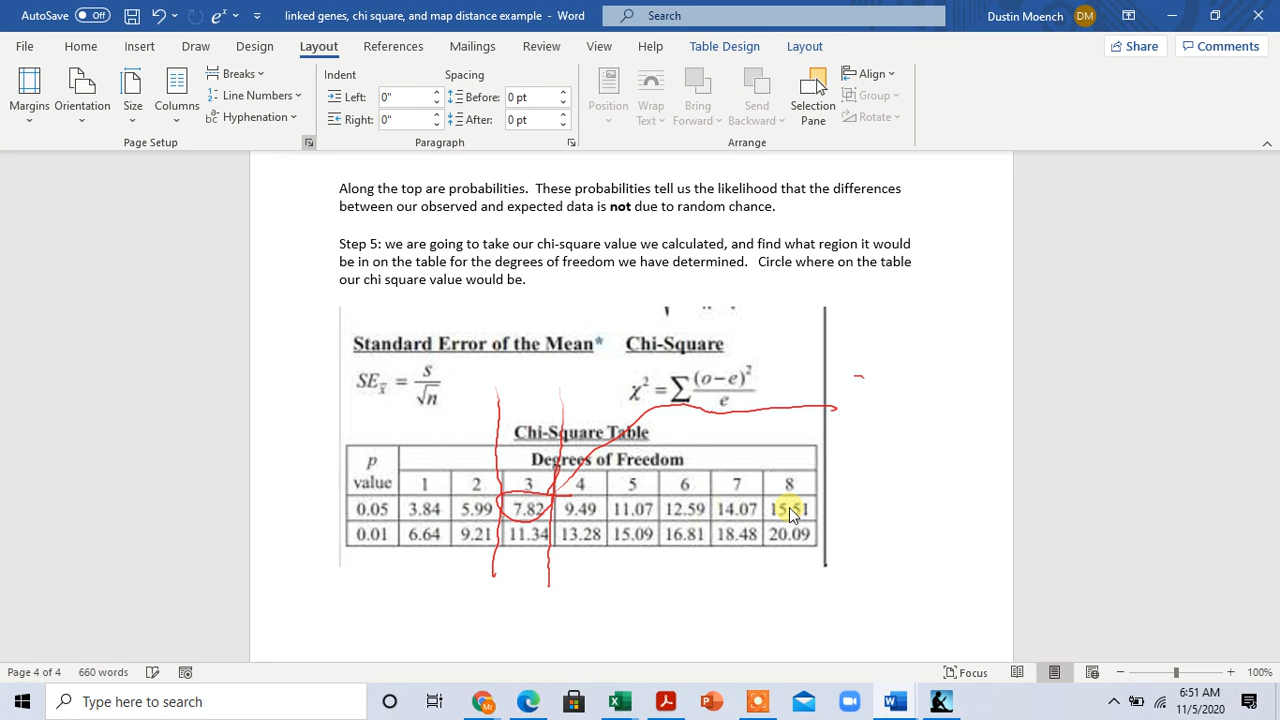 AutoSave Off linked genes, chi square, and map distance example - Word Search Dustin Moench DM
File Home Insert Draw Design Layout References Mailings Review View Help Table Design Layout Share Comments
Margins Orientation Size Columns Breaks Line Numbers Hyphenation Page Setup
Indent Spacing
Left: 0" Before: 0 pt
Right: 0" After: 0 pt
Paragraph
Position Wrap Text Bring Forward Send Backward Selection Pane Align Group Rotate
Arrange
Along the top are probabilities. These probabilities tell us the likelihood that the differences
between our observed and expected data is not due to random chance.
Step 5: we are going to take our chi-square value we calculated, and find what region it would
be in on the table for the degrees of freedom we have determined. Circle where on the table
our chi square value would be.
Standard Error of the Mean* Chi-Square
SEx̄ = s/√n χ² = ∑ (o−e)²/e
Chi-Square Table
p value Degrees of Freedom
1 2 3 4 5 6 7 8
0.05 3.84 5.99 7.82 9.49 11.07 12.59 14.07 15.51
0.01 6.64 9.21 11.34 13.28 15.09 16.81 18.48 20.09
Page 4 of 4 660 words Focus 100%
Type here to search
6:51 AM
11/5/2020